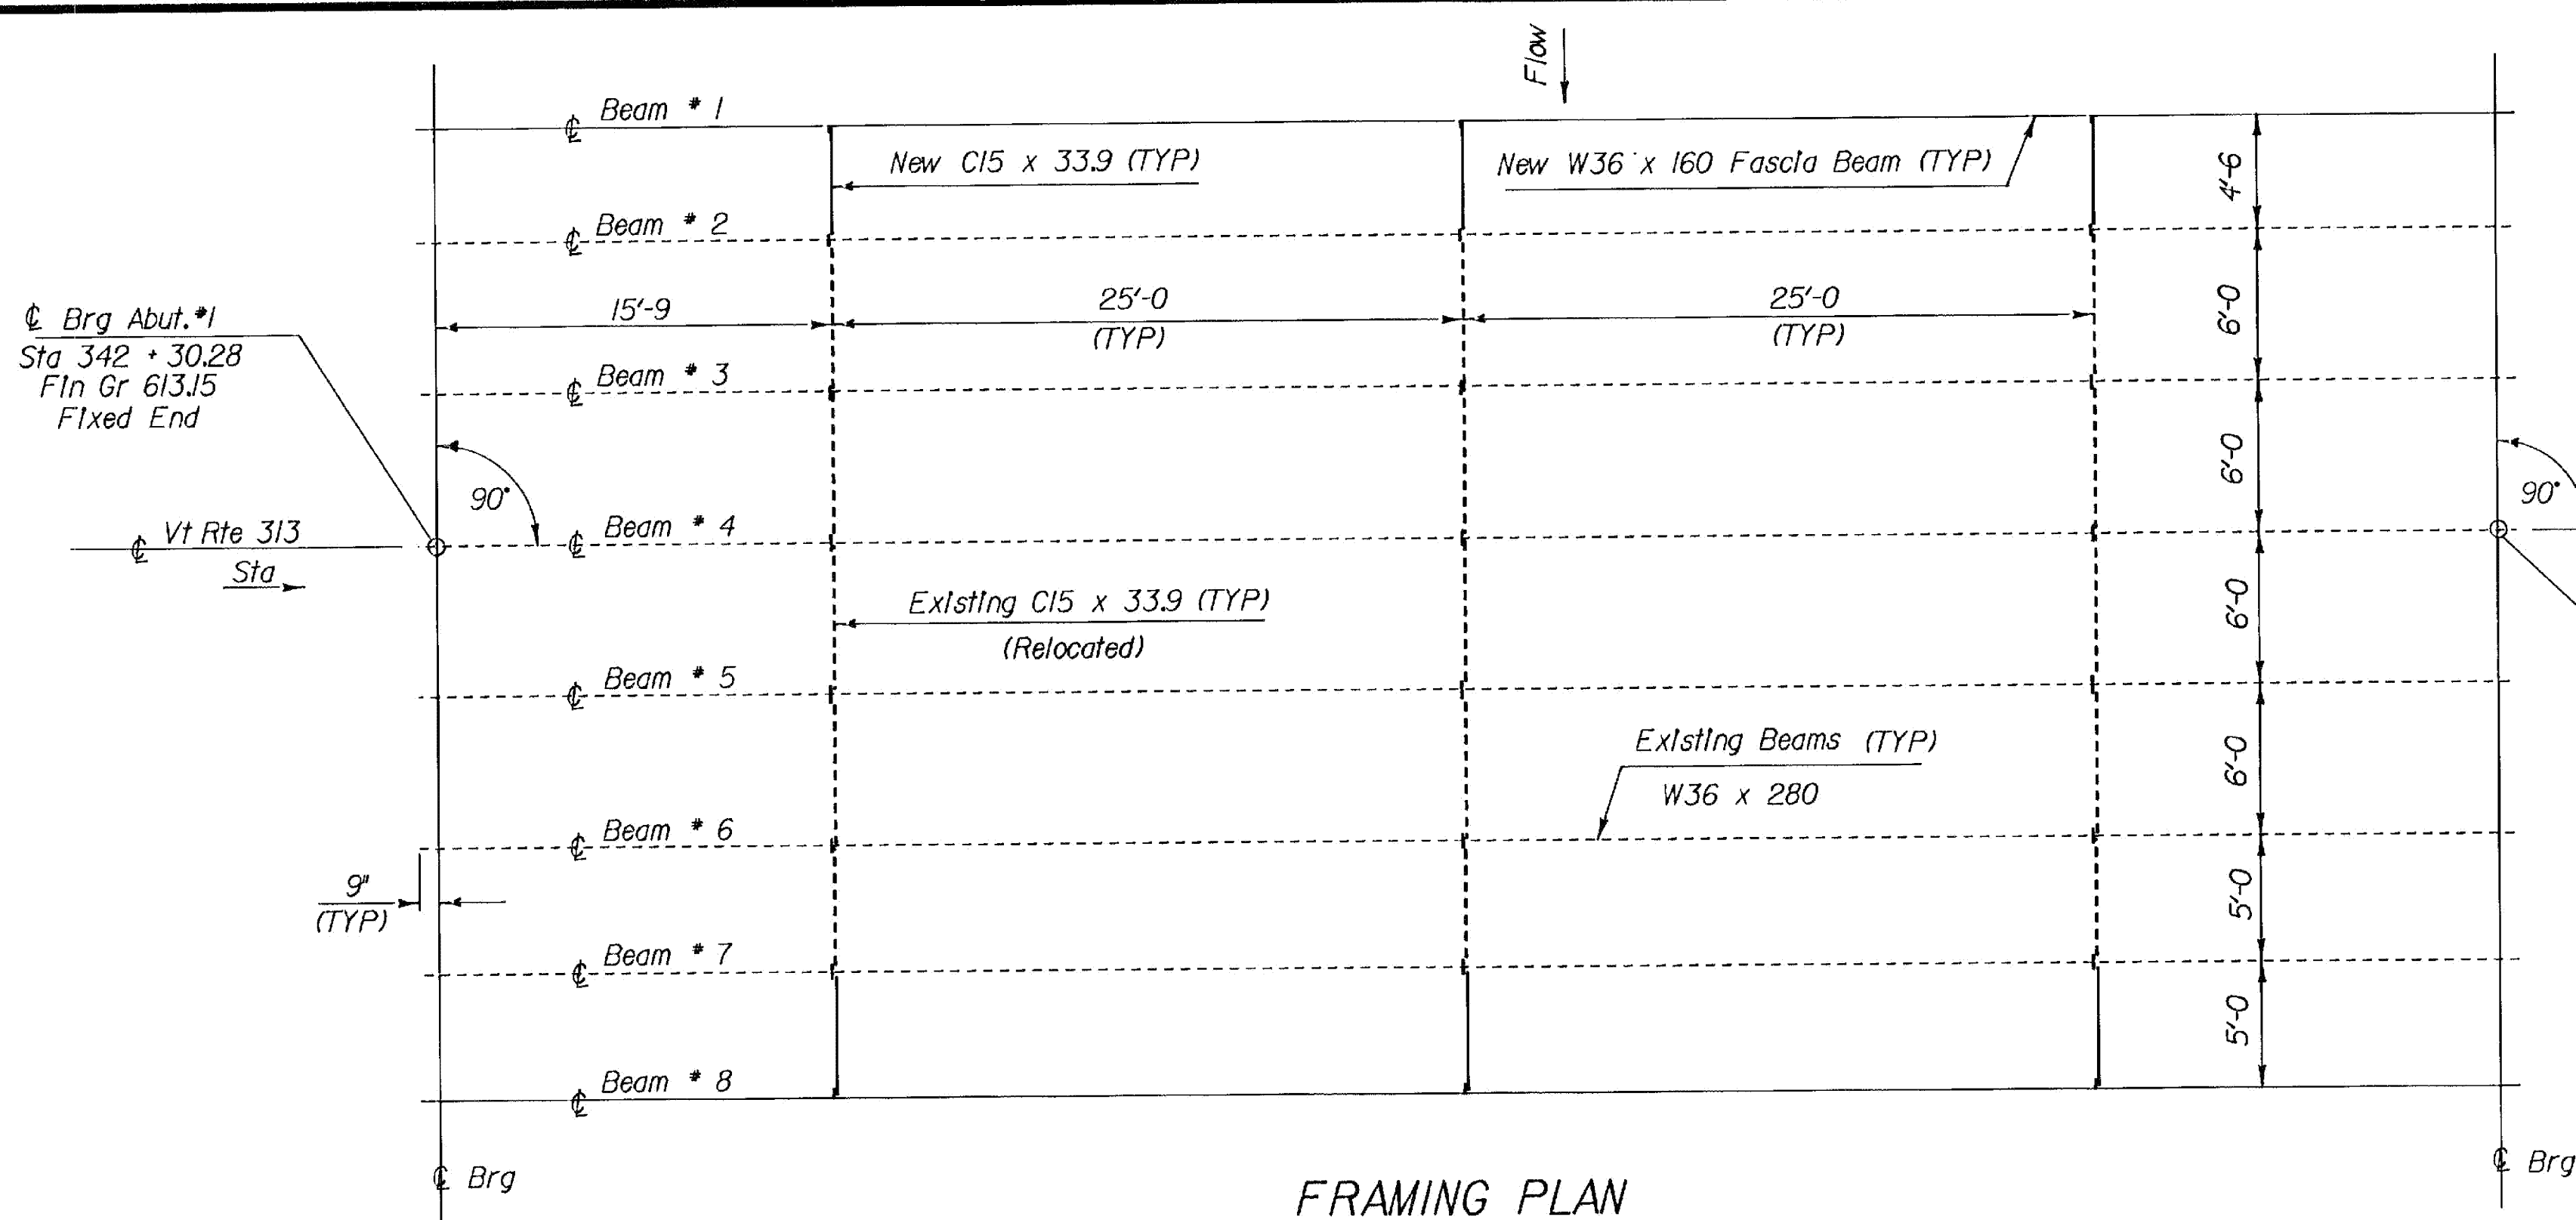 Flow
℄ Beam # 1
New C15 x 33.9 (TYP)
New W36 x 160 Fascia Beam (TYP)
4'-6
℄ Beam # 2
6'-0
15'-9
25'-0
(TYP)
25'-0
(TYP)
℄ Brg Abut. #1
Sta 342 + 30.28
Fin Gr 613.15
Fixed End
℄ Beam # 3
6'-0
90°
90°
℄ Vt Rte 313
Sta
℄ Beam # 4
6'-0
Existing C15 x 33.9 (TYP)
(Relocated)
℄ Beam # 5
Existing Beams (TYP)
W36 x 280
6'-0
℄ Beam # 6
9"
(TYP)
5'-0
℄ Beam # 7
5'-0
℄ Beam # 8
℄ Brg
℄ Brg
FRAMING PLAN